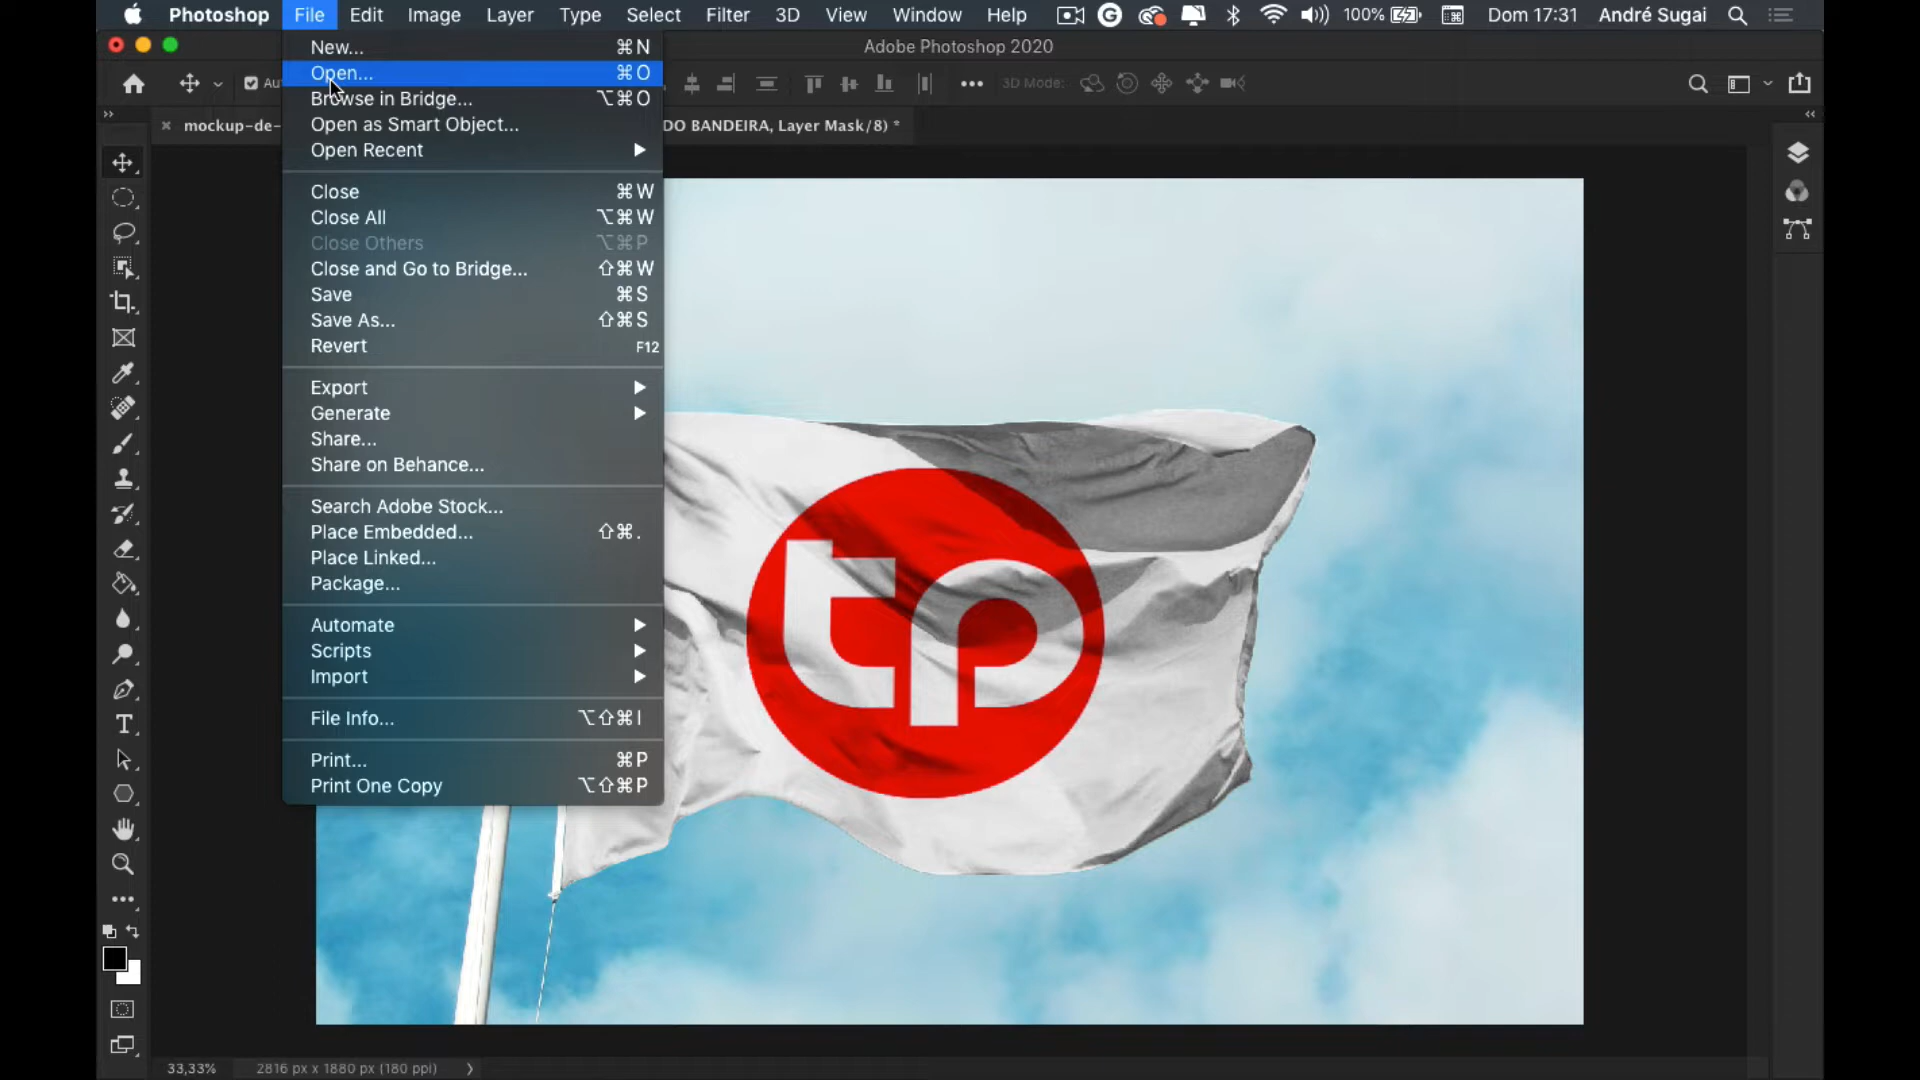 Photoshop File Edit Image Layer Type Select Filter 3D View Window Help 100% Dom 17:31 André Sugai
Adobe Photoshop 2020
3D Mode:
mockup-de- DO BANDEIRA, Layer Mask/8) *
New... ⌘N
Open... ⌘O
Browse in Bridge... ⌥⌘O
Open as Smart Object...
Open Recent
Close ⌘W
Close All ⌥⌘W
Close Others ⌥⌘P
Close and Go to Bridge... ⇧⌘W
Save ⌘S
Save As... ⇧⌘S
Revert F12
Export
Generate
Share...
Share on Behance...
Search Adobe Stock...
Place Embedded... ⇧⌘.
Place Linked...
Package...
Automate
Scripts
Import
File Info... ⌥⇧⌘I
Print... ⌘P
Print One Copy ⌥⇧⌘P
tp
33,33% 2816 px x 1880 px (180 ppi)